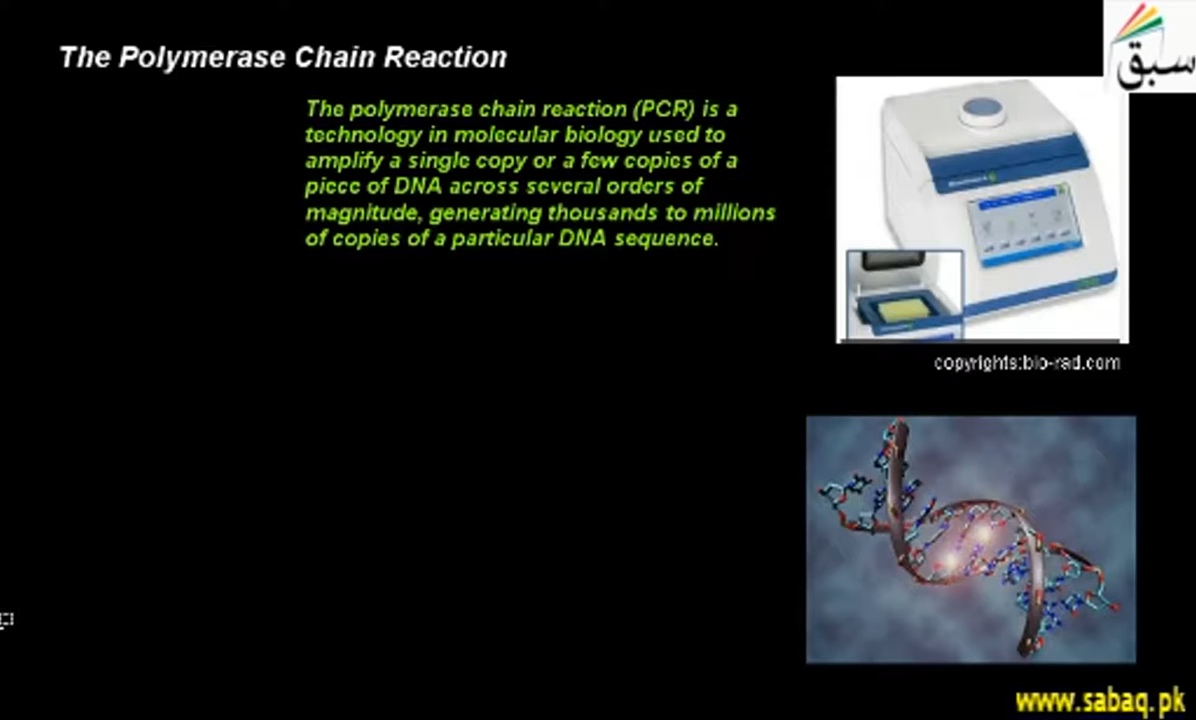 The Polymerase Chain Reaction
سبق
The polymerase chain reaction (PCR) is a
technology in molecular biology used to
amplify a single copy or a few copies of a
piece of DNA across several orders of
magnitude, generating thousands to millions
of copies of a particular DNA sequence.
copyrights:bio-rad.com
www.sabaq.pk